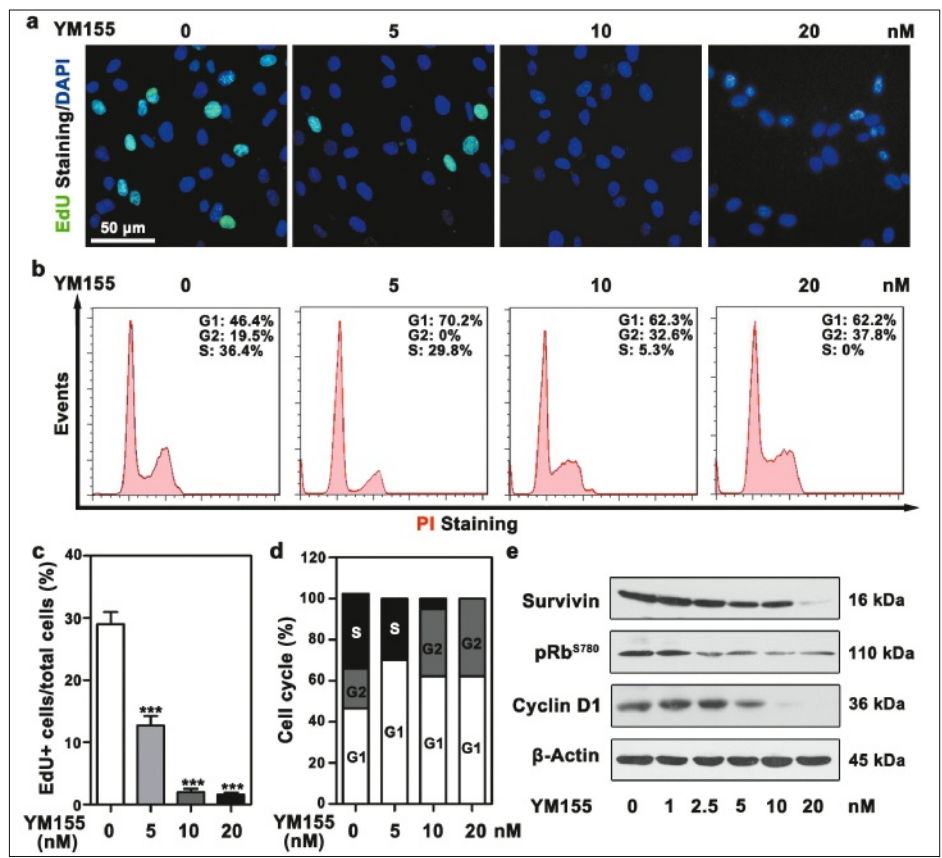 a
YM155 0 5 10 20 nM
EdU Staining/DAPI
50 μm
b
YM155 0 5 10 20 nM
G1: 46.4%
G2: 19.5%
S: 36.4%
G1: 70.2%
G2: 0%
S: 29.8%
G1: 62.3%
G2: 32.6%
S: 5.3%
G1: 62.2%
G2: 37.8%
S: 0%
Events
PI Staining
c
EdU+ cells/total cells (%)
40
30
20
10
0
***
***
***
YM155 0 5 10 20
(nM)
d
Cell cycle (%)
120
100
80
60
40
20
0
S
G2
G1
S
G1
G2
G1
G2
G1
YM155 0 5 10 20 nM
(nM)
e
Survivin 16 kDa
pRbS780 110 kDa
Cyclin D1 36 kDa
β-Actin 45 kDa
YM155 0 1 2.5 5 10 20 nM